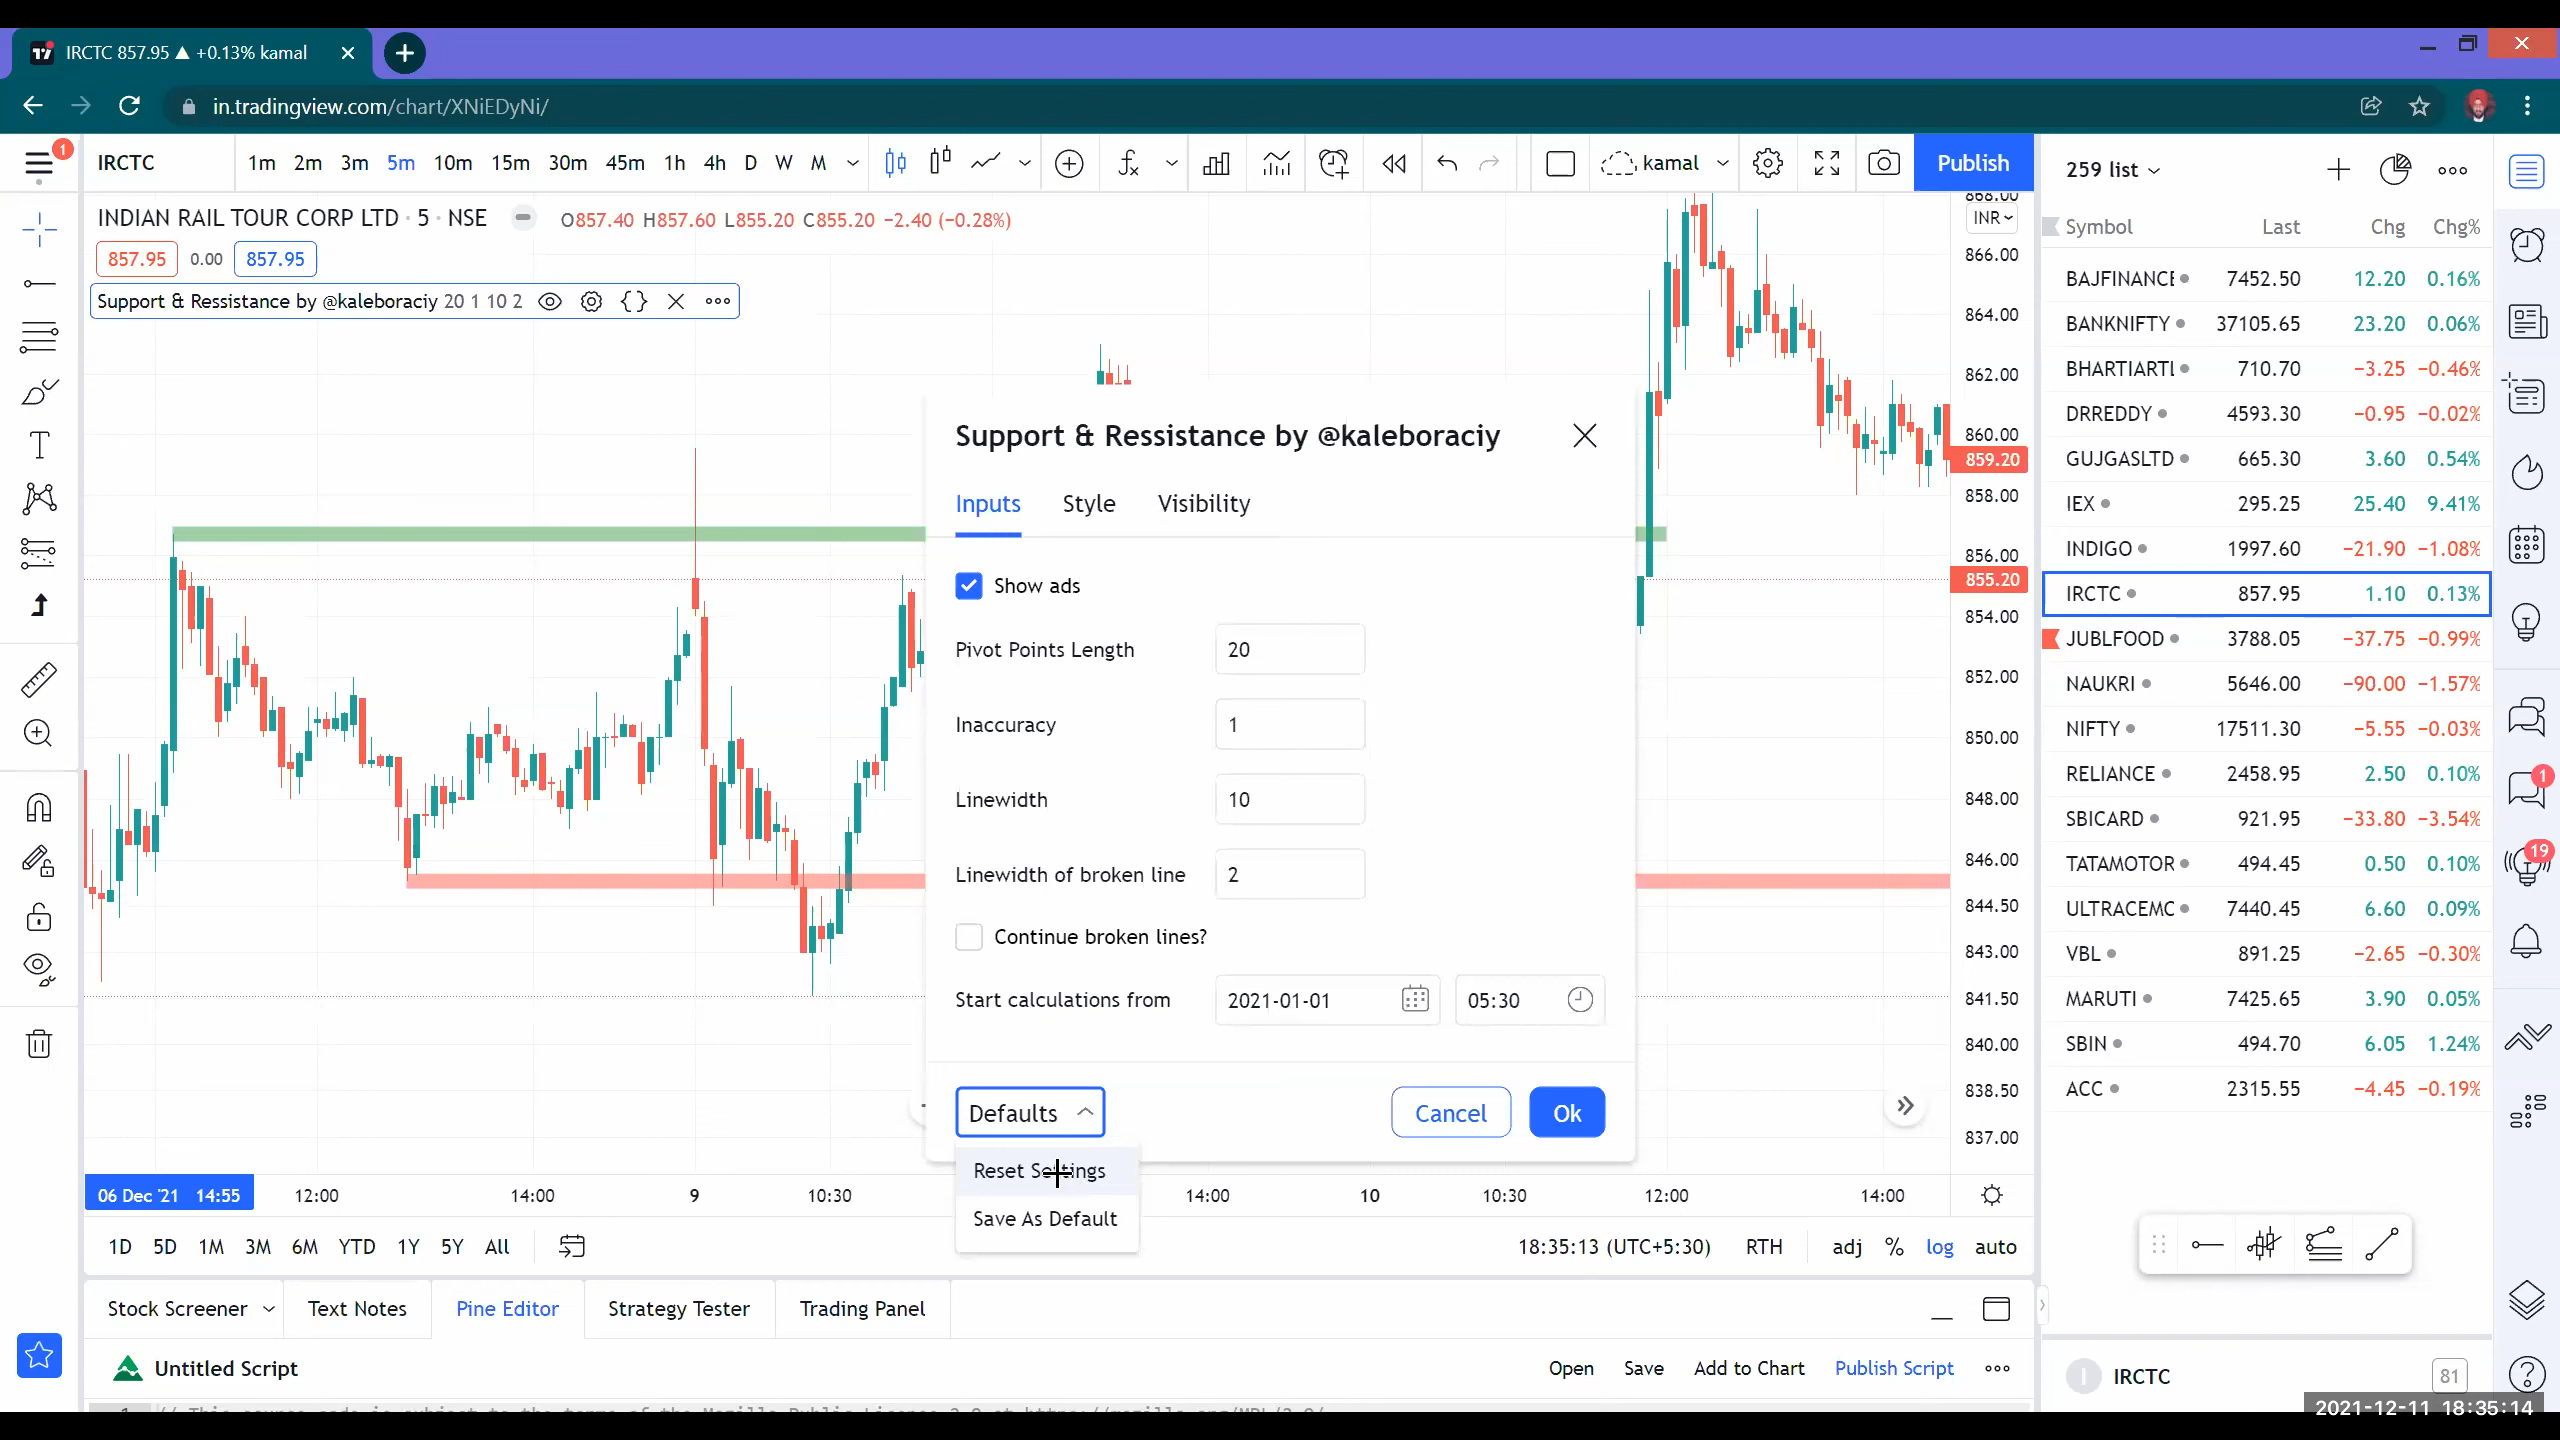 IRCTC 857.95 ▲ +0.13% kamal
in.tradingview.com/chart/XNiEDyNi/
1
IRCTC 1m 2m 3m 5m 10m 15m 30m 45m 1h 4h D W M kamal Publish
INDIAN RAIL TOUR CORP LTD · 5 · NSE O857.40 H857.60 L855.20 C855.20 −2.40 (−0.28%)
857.95 0.00 857.95
Support & Ressistance by @kaleboraciy 20 1 10 2
INR
868.00
866.00
864.00
862.00
860.00
859.20
858.00
856.00
855.20
854.00
852.00
850.00
848.00
846.00
844.50
843.00
841.50
840.00
838.50
837.00
Support & Ressistance by @kaleboraciy
Inputs Style Visibility
Show ads
Pivot Points Length 20
Inaccuracy 1
Linewidth 10
Linewidth of broken line 2
Continue broken lines?
Start calculations from 2021-01-01 05:30
Defaults Cancel Ok
Reset Settings
Save As Default
06 Dec '21 14:55 12:00 14:00 9 10:30 14:00 10 10:30 12:00 14:00
1D 5D 1M 3M 6M YTD 1Y 5Y All 18:35:13 (UTC+5:30) RTH adj % log auto
Stock Screener Text Notes Pine Editor Strategy Tester Trading Panel
Untitled Script Open Save Add to Chart Publish Script
259 list
Symbol Last Chg Chg%
BAJFINANCE 7452.50 12.20 0.16%
BANKNIFTY 37105.65 23.20 0.06%
BHARTIARTL 710.70 −3.25 −0.46%
DRREDDY 4593.30 −0.95 −0.02%
GUJGASLTD 665.30 3.60 0.54%
IEX 295.25 25.40 9.41%
INDIGO 1997.60 −21.90 −1.08%
IRCTC 857.95 1.10 0.13%
JUBLFOOD 3788.05 −37.75 −0.99%
NAUKRI 5646.00 −90.00 −1.57%
NIFTY 17511.30 −5.55 −0.03%
RELIANCE 2458.95 2.50 0.10%
SBICARD 921.95 −33.80 −3.54%
TATAMOTOR 494.45 0.50 0.10%
ULTRACEMC 7440.45 6.60 0.09%
VBL 891.25 −2.65 −0.30%
MARUTI 7425.65 3.90 0.05%
SBIN 494.70 6.05 1.24%
ACC 2315.55 −4.45 −0.19%
1
19
I IRCTC 81
2021-12-11 18:35:14